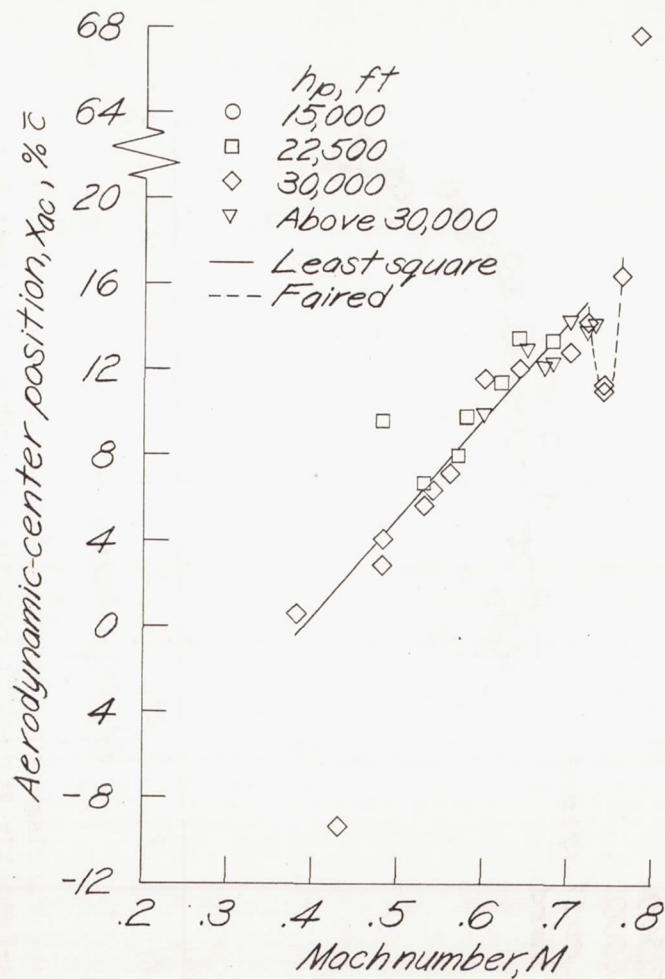 68
64
20
16
12
8
4
0
4
-8
-12
Aerodynamic-center position, xac, % c̅
hp, ft
15,000
22,500
30,000
Above 30,000
Least square
Faired
.2 .3 .4 .5 .6 .7 .8
Mach number, M